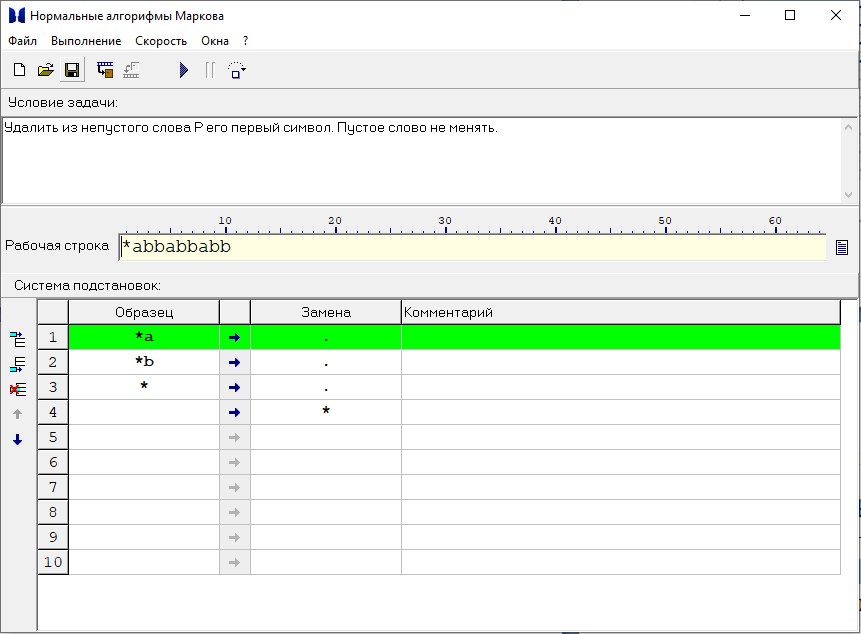 Нормальные алгорифмы Маркова
Файл Выполнение Скорость Окна ?
Условие задачи:
Удалить из непустого слова P его первый символ. Пустое слово не менять.
10 20 30 40 50 60
Рабочая строка *abbabbabb
Система подстановок:
Образец Замена Комментарий
1 *a → .
2 *b → .
3 * → .
4 → *
5 →
6 →
7 →
8 →
9 →
10 →